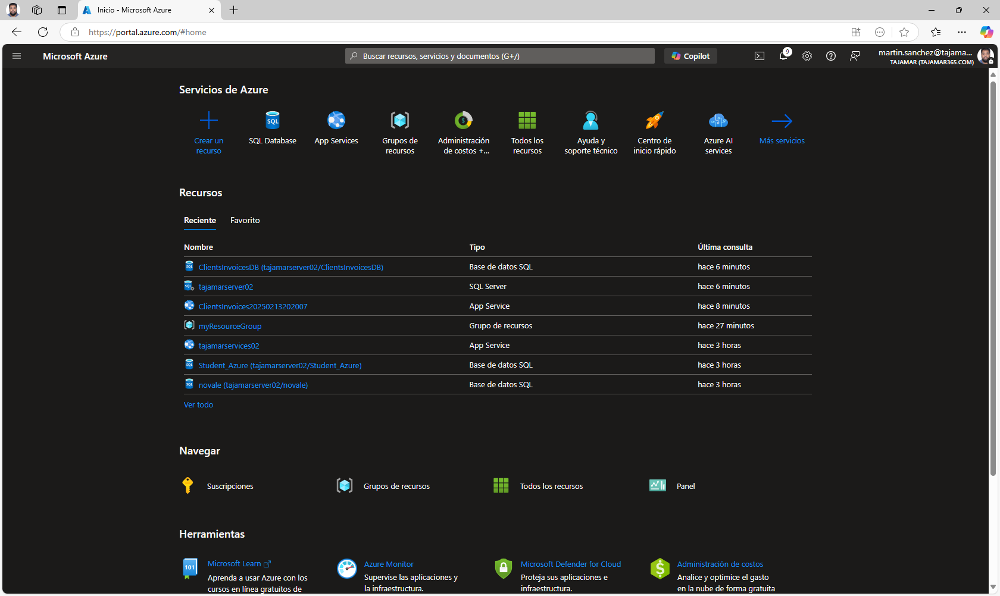 Inicio - Microsoft Azure
https://portal.azure.com/#home
Microsoft Azure
Buscar recursos, servicios y documentos (G+/)
Copilot
9
martin.sanchez@tajama...
TAJAMAR (TAJAMAR365.COM)
Servicios de Azure
Crear un
recurso
SQL
SQL Database
App Services
Grupos de
recursos
Administración
de costos +...
Todos los
recursos
Ayuda y
soporte técnico
Centro de
inicio rápido
Azure AI
services
Más servicios
Recursos
Reciente
Favorito
Nombre Tipo Última consulta
ClientsInvoicesDB (tajamarserver02/ClientsInvoicesDB) Base de datos SQL hace 6 minutos
tajamarserver02 SQL Server hace 6 minutos
ClientsInvoices20250213202007 App Service hace 8 minutos
myResourceGroup Grupo de recursos hace 27 minutos
tajamarservices02 App Service hace 3 horas
Student_Azure (tajamarserver02/Student_Azure) Base de datos SQL hace 3 horas
novale (tajamarserver02/novale) Base de datos SQL hace 3 horas
Ver todo
Navegar
Suscripciones
Grupos de recursos
Todos los recursos
Panel
Herramientas
101
Microsoft Learn
Aprenda a usar Azure con los
cursos en línea gratuitos de
Azure Monitor
Supervise las aplicaciones y
la infraestructura.
Microsoft Defender for Cloud
Proteja sus aplicaciones e
infraestructura.
Administración de costos
Analice y optimice el gasto
en la nube de forma gratuita